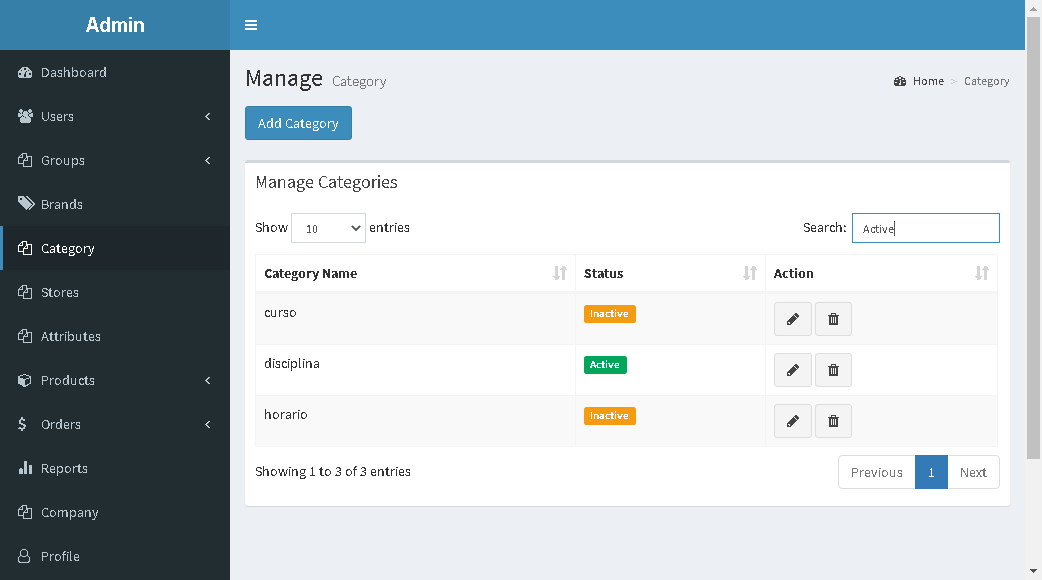 Admin
Dashboard
Users
Groups
Brands
Category
Stores
Attributes
Products
Orders
Reports
Company
Profile
Manage Category
Home > Category
Add Category
Manage Categories
Show 10 entries
Search: Active
Category Name Status Action
curso Inactive
disciplina Active
horario Inactive
Showing 1 to 3 of 3 entries
Previous 1 Next